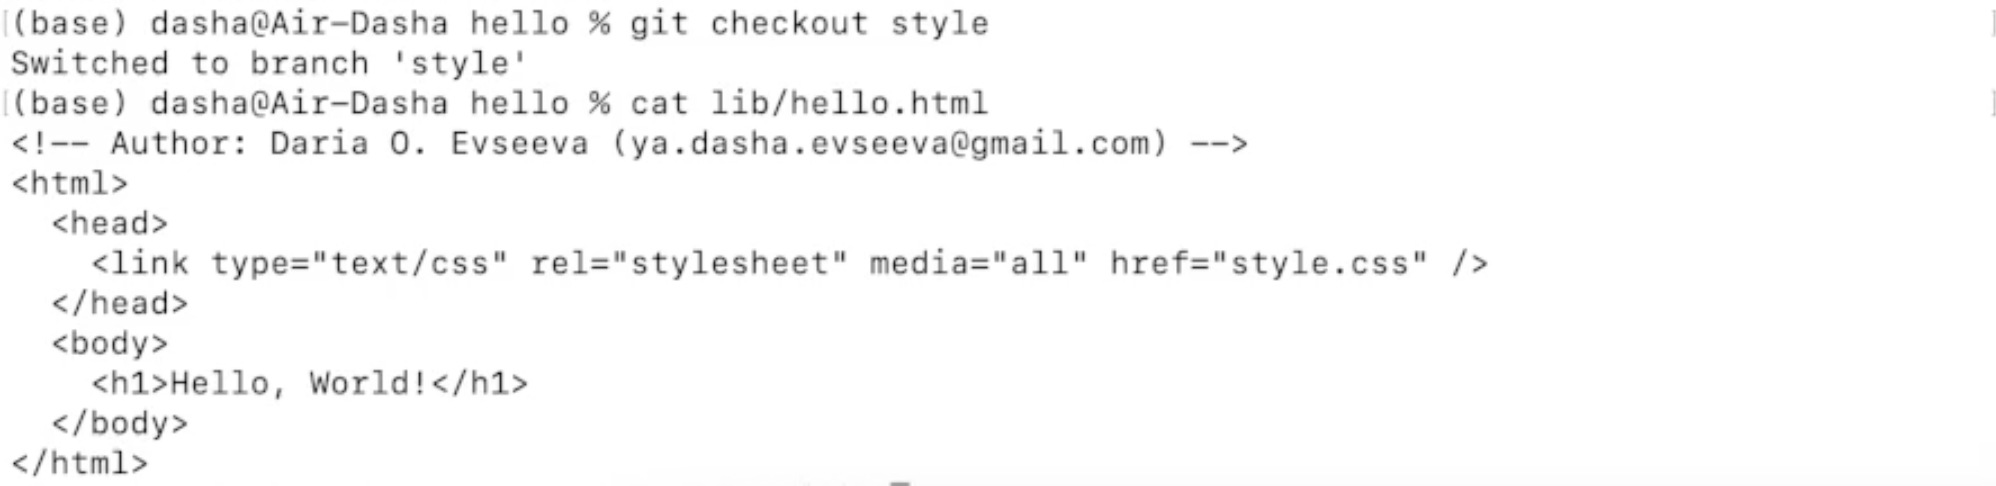 (base) dasha@Air-Dasha hello % git checkout style
Switched to branch 'style'
(base) dasha@Air-Dasha hello % cat lib/hello.html
<!-- Author: Daria O. Evseeva (ya.dasha.evseeva@gmail.com) -->
<html>
  <head>
    <link type="text/css" rel="stylesheet" media="all" href="style.css" />
  </head>
  <body>
    <h1>Hello, World!</h1>
  </body>
</html>